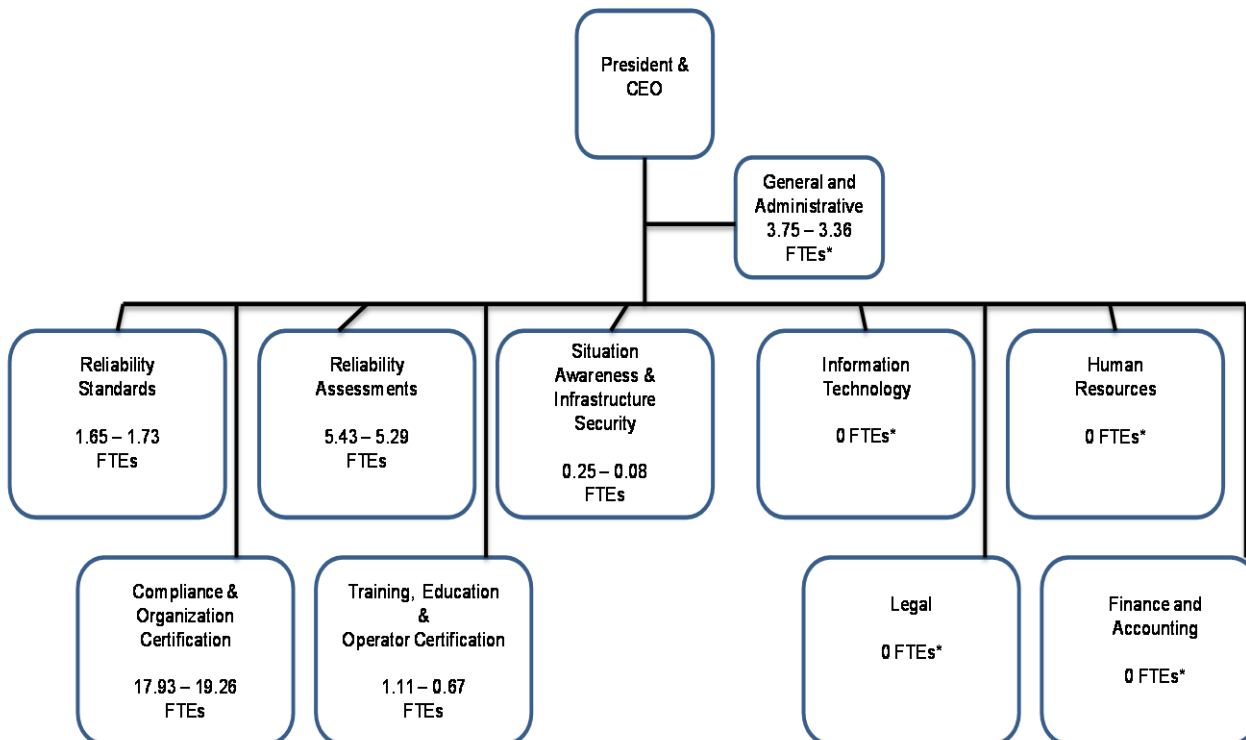 President &
CEO
General and
Administrative
3.75 – 3.36
FTEs*
Reliability
Standards
1.65 – 1.73
FTEs
Reliability
Assessments
5.43 – 5.29
FTEs
Situation
Awareness &
Infrastructure
Security
0.25 – 0.08
FTEs
Information
Technology
0 FTEs*
Human
Resources
0 FTEs*
Compliance &
Organization
Certification
17.93 – 19.26
FTEs
Training, Education
&
Operator Certification
1.11 – 0.67
FTEs
Legal
0 FTEs*
Finance and
Accounting
0 FTEs*